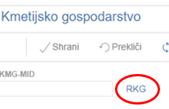 Kmetijsko gospodarstvo
Shrani Prekliči
KMG-MID
RKG